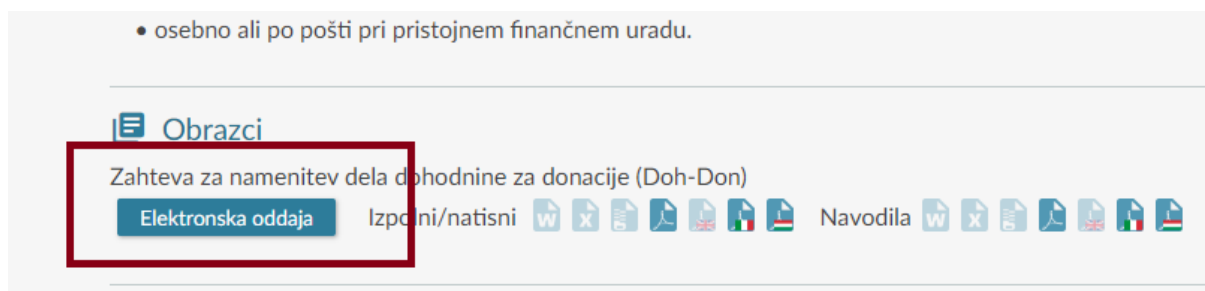 • osebno ali po pošti pri pristojnem finančnem uradu.
Obrazci
Zahteva za namenitev dela dohodnine za donacije (Doh-Don)
Elektronska oddaja Izpolni/natisni Navodila